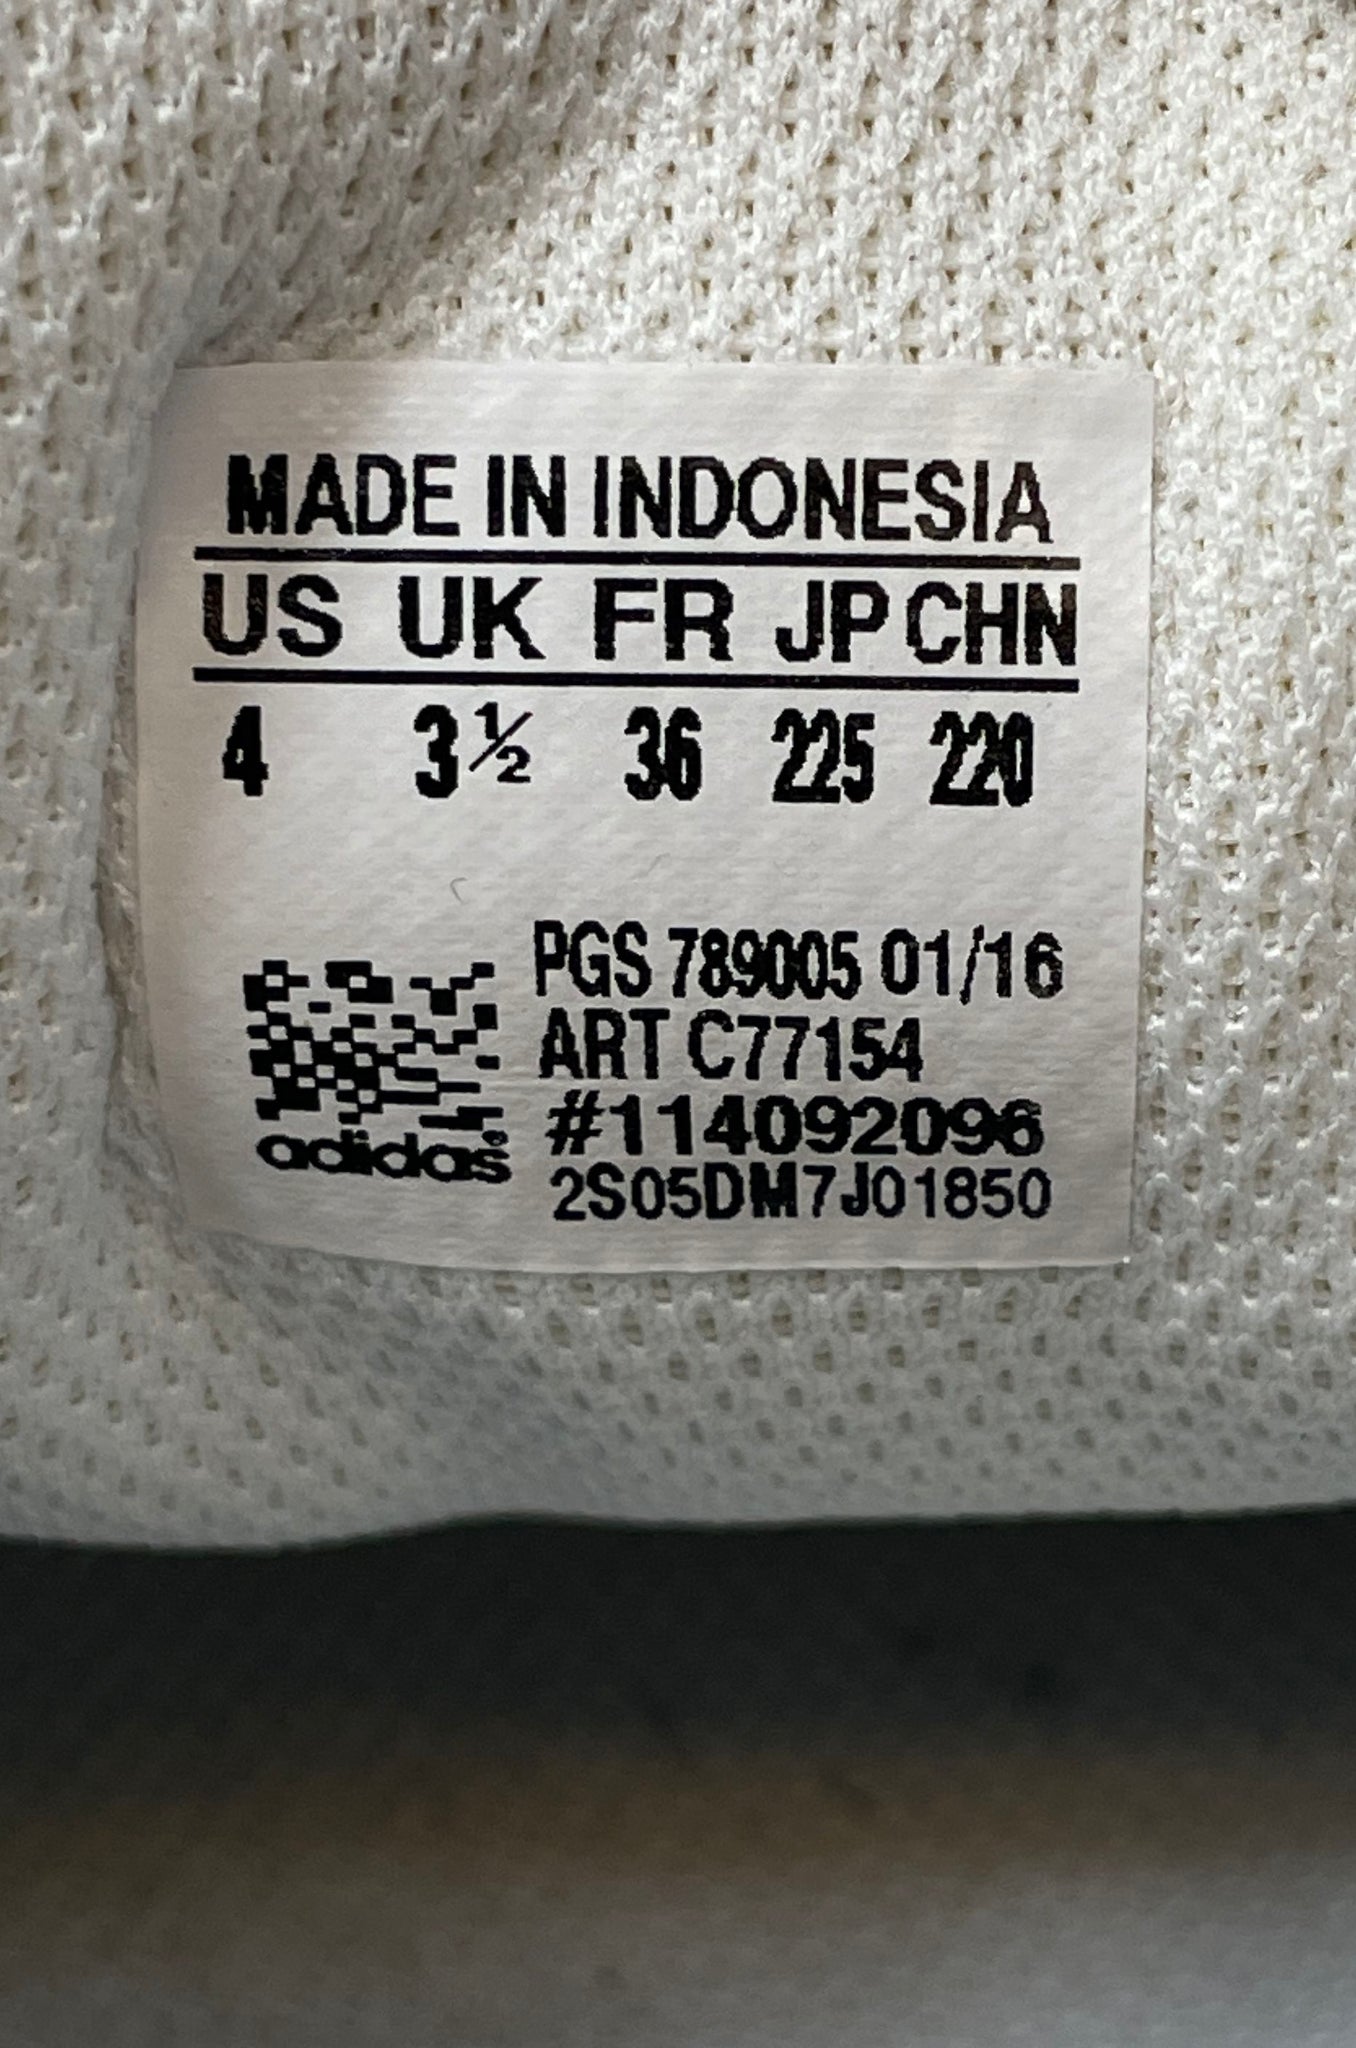 MADE IN INDONESIA
US UK FR JP CHN
4 3½ 36 225 220
PGS 789005 01/16
ART C77154
#114092096
adidas®
2S05DM7J01850